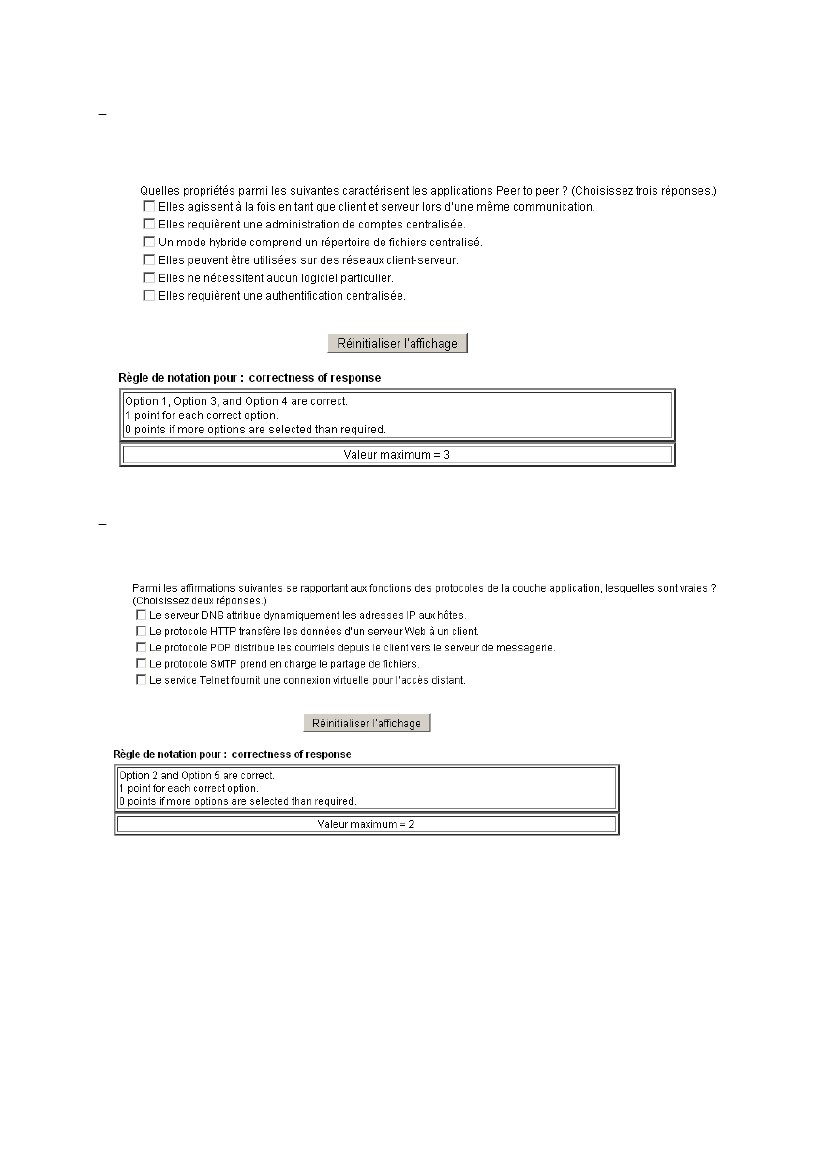 –
Quelles propriétés parmi les suivantes caractérisent les applications Peer to peer ? (Choisissez trois réponses.)
Elles agissent à la fois en tant que client et serveur lors d'une même communication.
Elles requièrent une administration de comptes centralisée.
Un mode hybride comprend un répertoire de fichiers centralisé.
Elles peuvent être utilisées sur des réseaux client-serveur.
Elles ne nécessitent aucun logiciel particulier.
Elles requièrent une authentification centralisée.
Réinitialiser l'affichage
Règle de notation pour : correctness of response
Option 1, Option 3, and Option 4 are correct.
1 point for each correct option.
0 points if more options are selected than required.
Valeur maximum = 3
–
Parmi les affirmations suivantes se rapportant aux fonctions des protocoles de la couche application, lesquelles sont vraies ?
(Choisissez deux réponses.)
Le serveur DNS attribue dynamiquement les adresses IP aux hôtes.
Le protocole HTTP transfère les données d'un serveur Web à un client.
Le protocole POP distribue les courriels depuis le client vers le serveur de messagerie.
Le protocole SMTP prend en charge le partage de fichiers.
Le service Telnet fournit une connexion virtuelle pour l'accès distant.
Réinitialiser l'affichage
Règle de notation pour : correctness of response
Option 2 and Option 5 are correct.
1 point for each correct option.
0 points if more options are selected than required.
Valeur maximum = 2